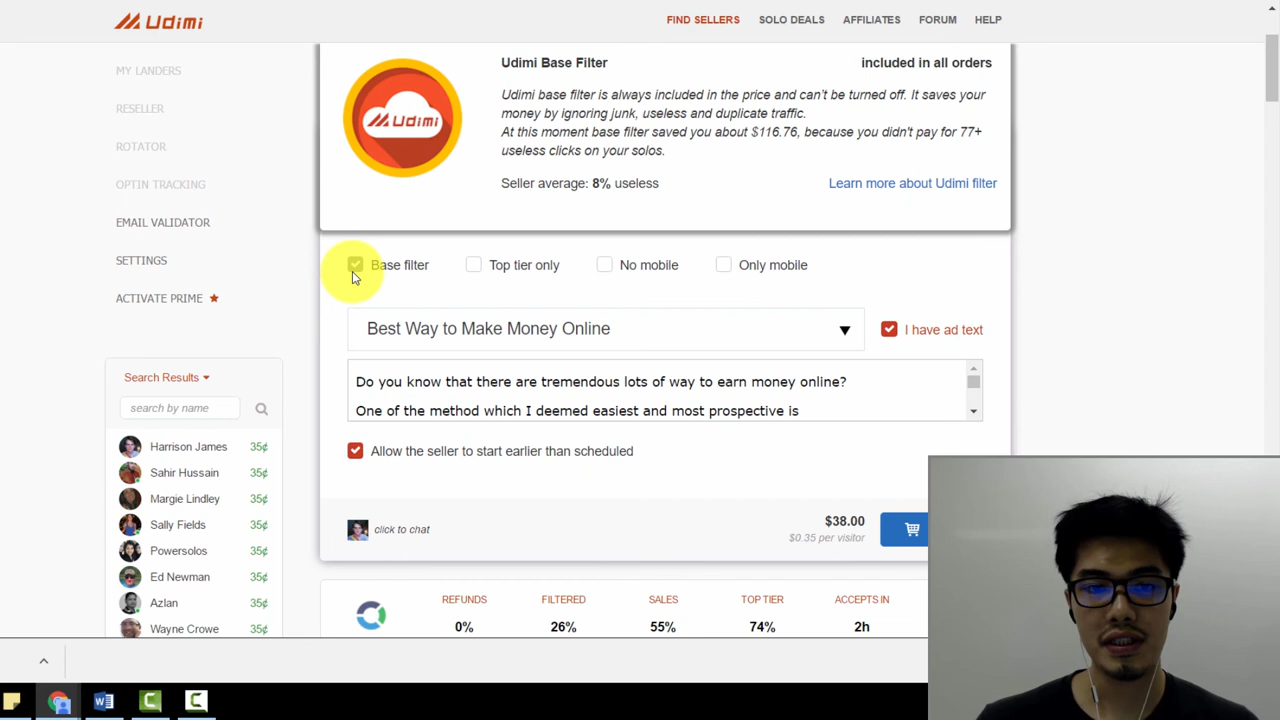 Udimi
FIND SELLERS
SOLO DEALS
AFFILIATES
FORUM
HELP
MY LANDERS
RESELLER
ROTATOR
OPTIN TRACKING
EMAIL VALIDATOR
SETTINGS
ACTIVATE PRIME
Udimi
Udimi Base Filter
included in all orders
Udimi base filter is always included in the price and can't be turned off. It saves your
money by ignoring junk, useless and duplicate traffic.
At this moment base filter saved you about $116.76, because you didn't pay for 77+
useless clicks on your solos.
Seller average: 8% useless
Learn more about Udimi filter
Base filter
Top tier only
No mobile
Only mobile
Best Way to Make Money Online
I have ad text
Do you know that there are tremendous lots of way to earn money online?
One of the method which I deemed easiest and most prospective is
Allow the seller to start earlier than scheduled
click to chat
$38.00
$0.35 per visitor
Search Results
search by name
Harrison James 35¢
Sahir Hussain 35¢
Margie Lindley 35¢
Sally Fields 35¢
Powersolos 35¢
Ed Newman 35¢
Azlan 35¢
Wayne Crowe 35¢
REFUNDS
FILTERED
SALES
TOP TIER
ACCEPTS IN
0%
26%
55%
74%
2h